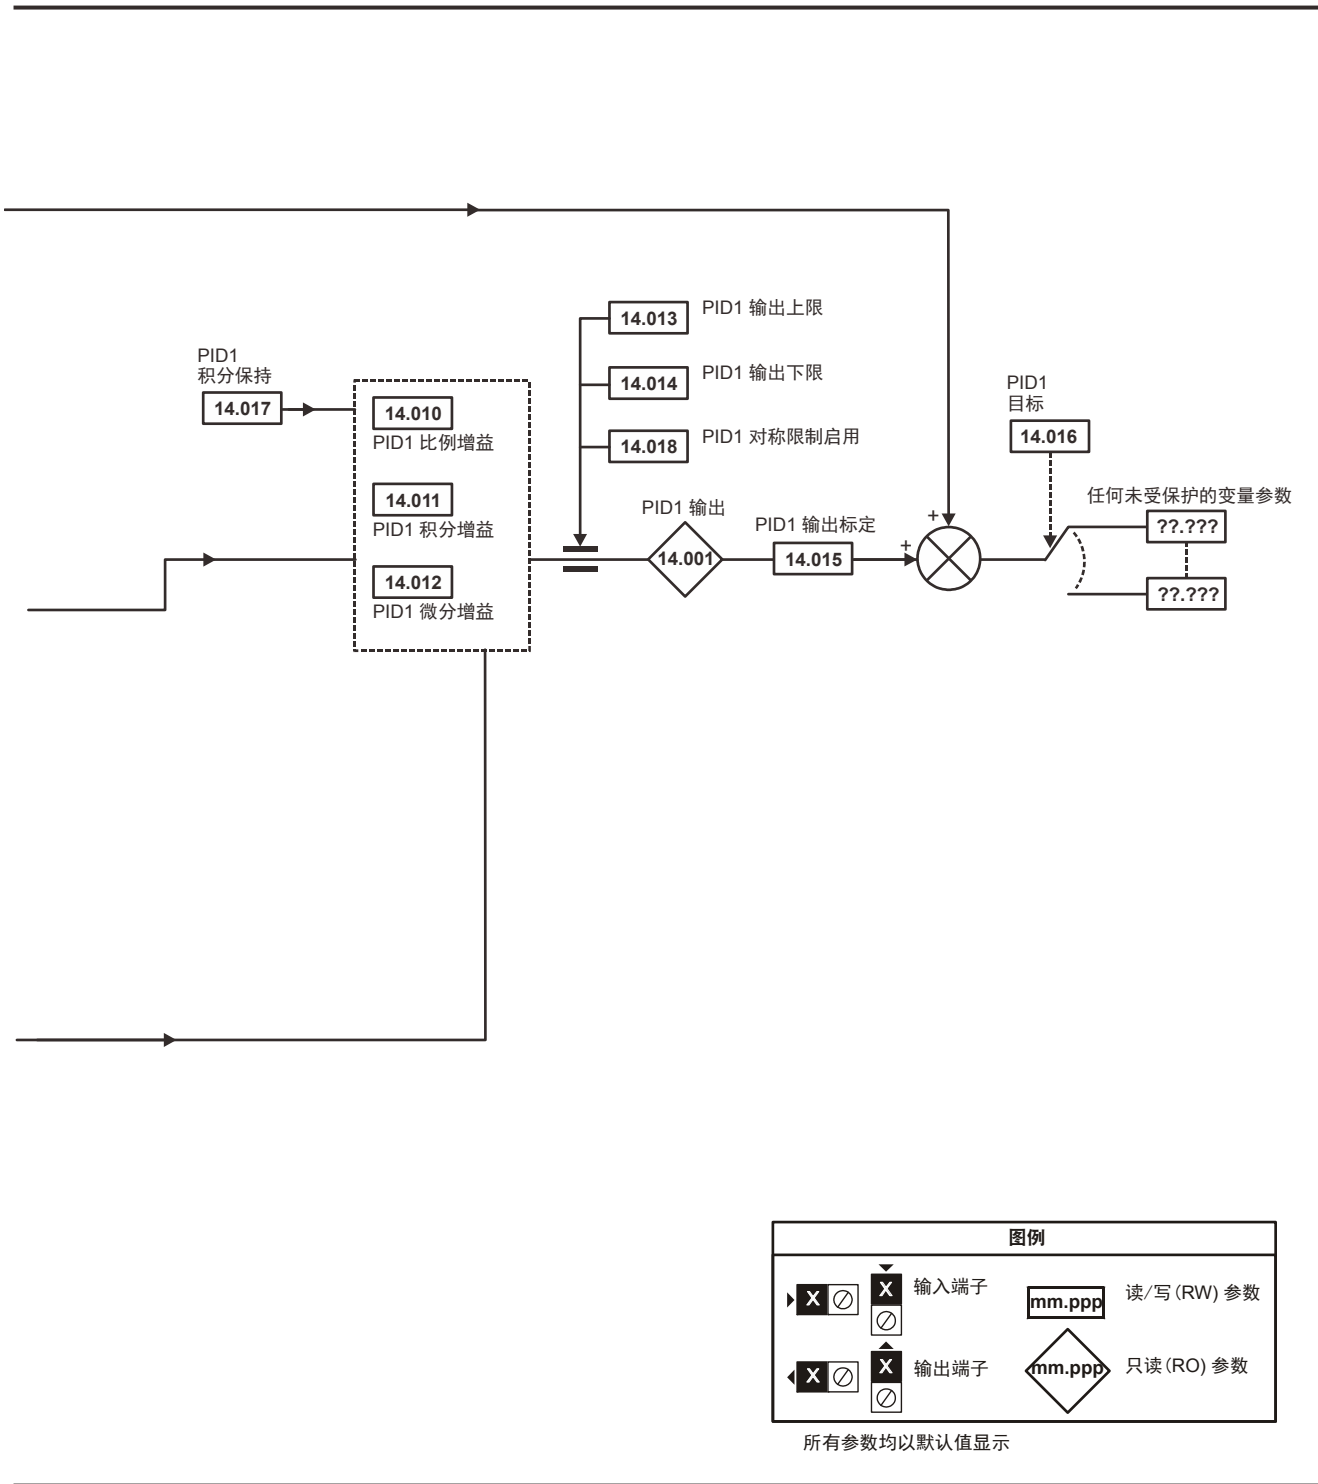 14.013
PID1 输出上限
PID1
积分保持
14.017
14.014
PID1 输出下限
14.010
PID1 比例增益
14.018
PID1 对称限制启用
PID1
目标
14.016
14.011
PID1 积分增益
PID1 输出
14.001
PID1 输出标定
14.015
+
+
任何未受保护的变量参数
??.???
??.???
14.012
PID1 微分增益
图例
X
X
输入端子
mm.ppp
读/写(RW) 参数
X
X
输出端子
mm.ppp
只读(RO) 参数
所有参数均以默认值显示